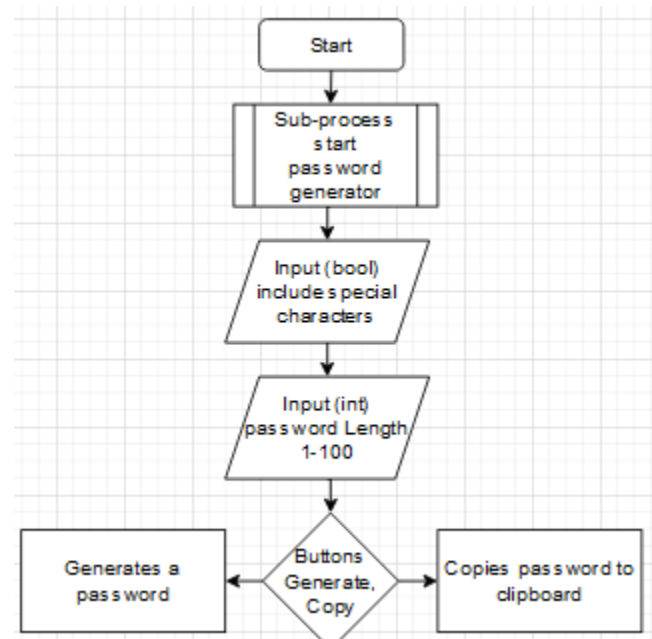 Start
Sub-process
start
password
generator
Input (bool)
include special
characters
Input (int)
password Length
1-100
Buttons
Generate,
Copy
Generates a
password
Copies password to
clipboard